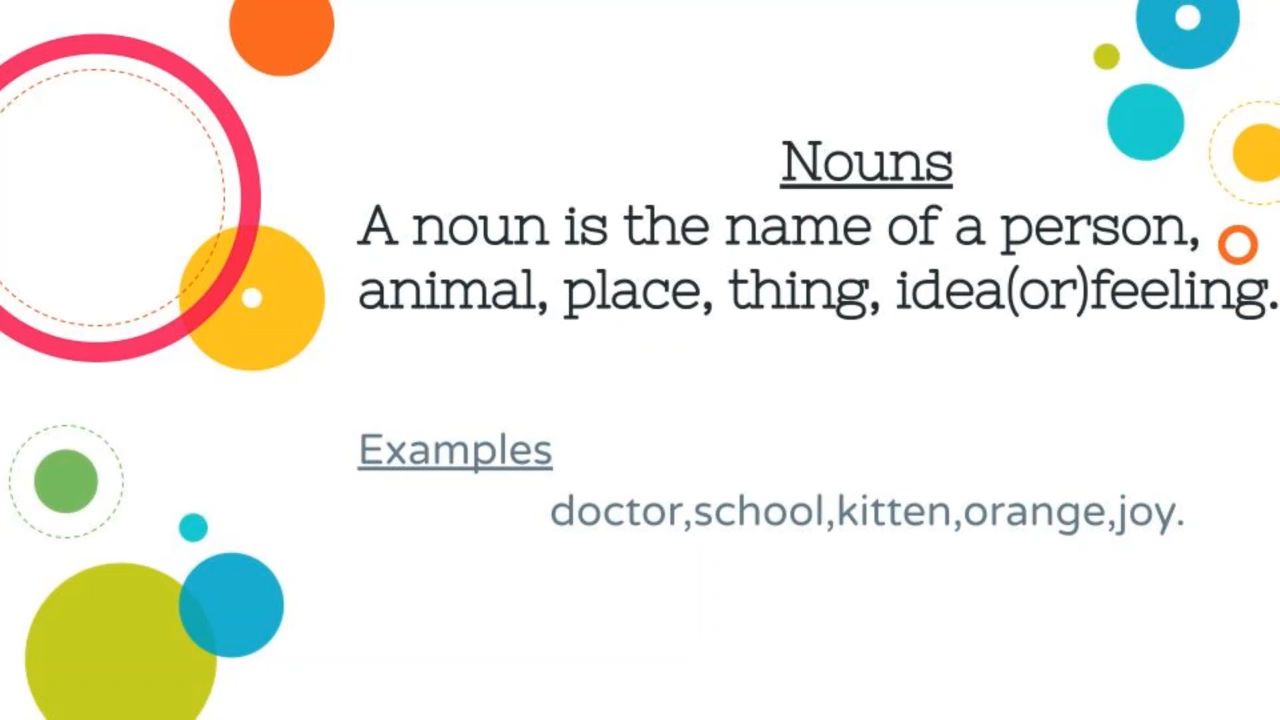 Nouns
A noun is the name of a person,
animal, place, thing, idea(or)feeling.
Examples
doctor,school,kitten,orange,joy.